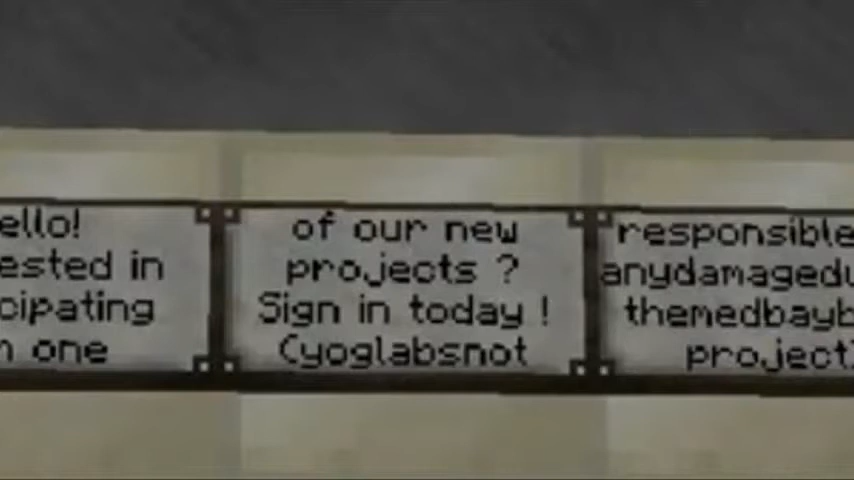 ello!
ested in
cipating
n one
of our new
projects ?
Sign in today !
(yoglabsnot
responsible
anydamagedu
themedbayb
project